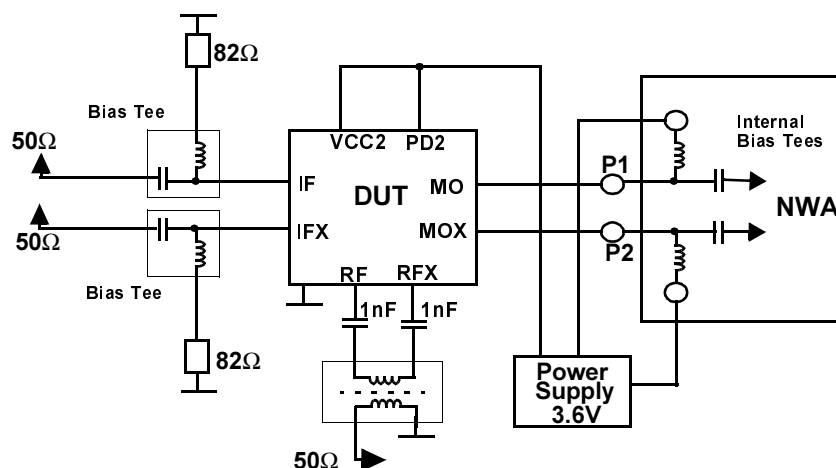 82Ω
Bias Tee
50Ω
50Ω
Bias Tee
82Ω
VCC2
PD2
IF
DUT
MO
IFX
MOX
RF
RFX
1nF
1nF
50Ω
P1
P2
Internal
Bias Tees
NWA
Power
Supply
3.6V